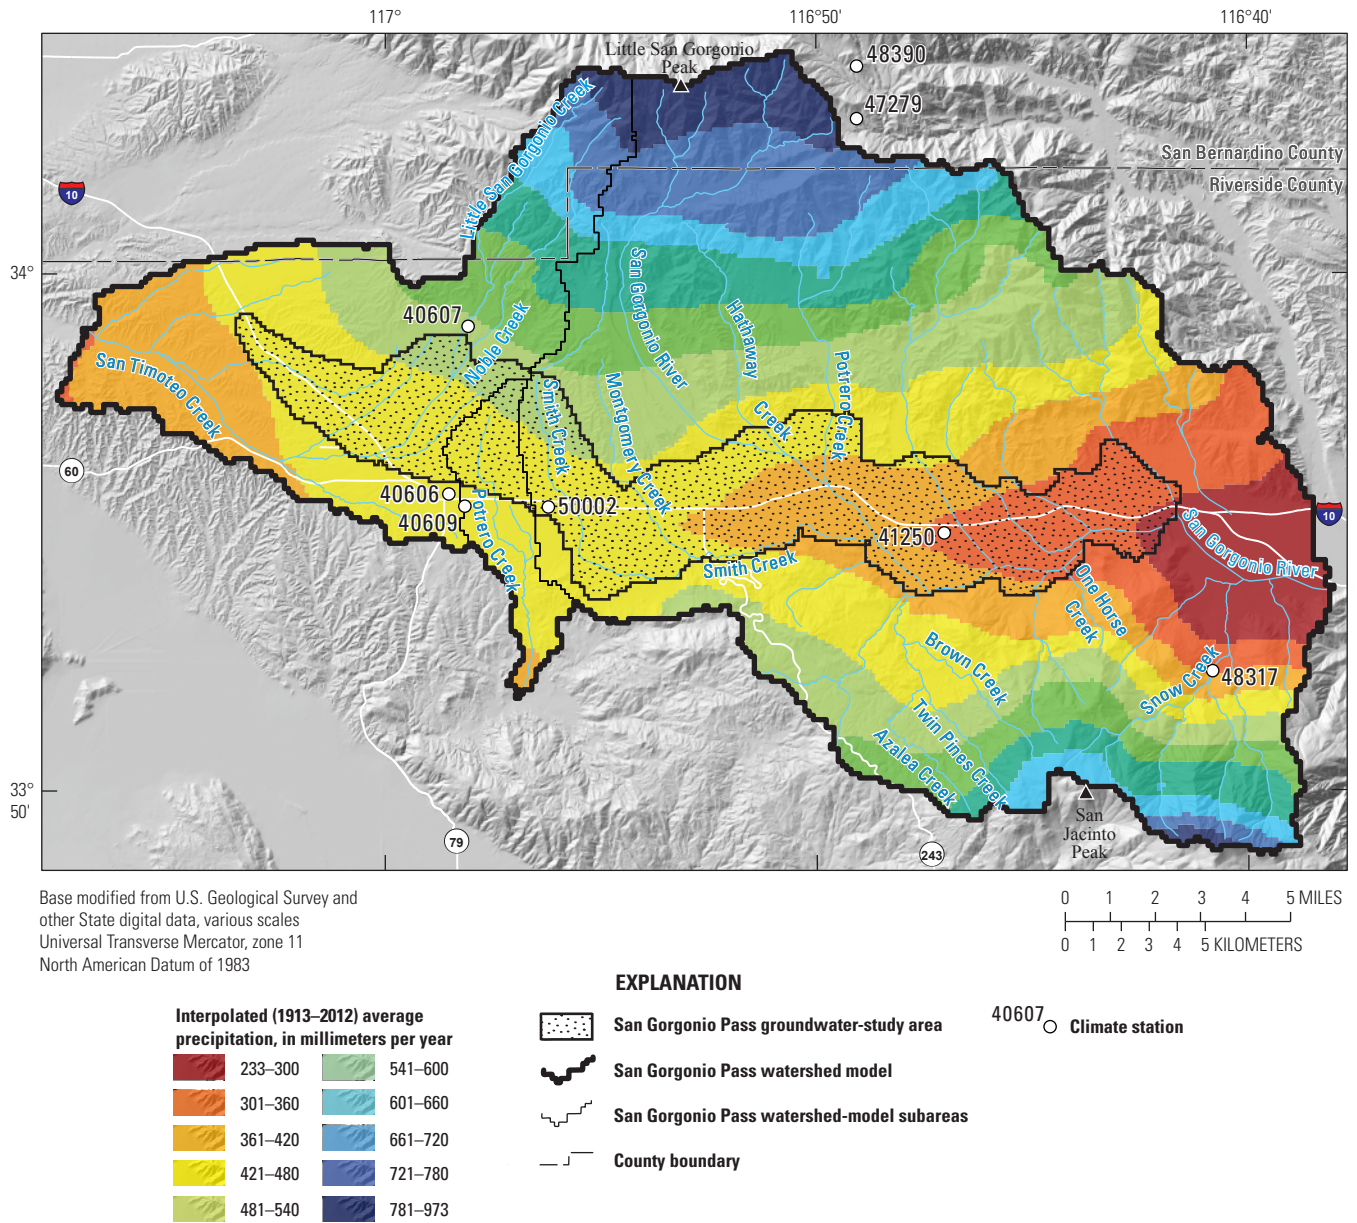 117°
116°50'
116°40'
Little San Gorgonio
Peak
48390
47279
San Bernardino County
Riverside County
10
Little San Gorgonio Creek
34°
40607
Noble Creek
San Gorgonio River
Hathaway
Creek
Potrero Creek
San Timoteo Creek
Smith Creek
Montgomery Creek
60
40606
40609
50002
Potrero Creek
41250
Smith Creek
San Gorgonio River
10
One Horse
Creek
Brown Creek
Snow Creek
48317
Twin Pines Creek
Azalea Creek
33°
50'
San
Jacinto
Peak
79
243
Base modified from U.S. Geological Survey and
other State digital data, various scales
Universal Transverse Mercator, zone 11
North American Datum of 1983
0 1 2 3 4 5 MILES
0 1 2 3 4 5 KILOMETERS
EXPLANATION
Interpolated (1913–2012) average
precipitation, in millimeters per year
233–300
301–360
361–420
421–480
481–540
541–600
601–660
661–720
721–780
781–973
San Gorgonio Pass groundwater-study area
San Gorgonio Pass watershed model
San Gorgonio Pass watershed-model subareas
County boundary
40607
Climate station